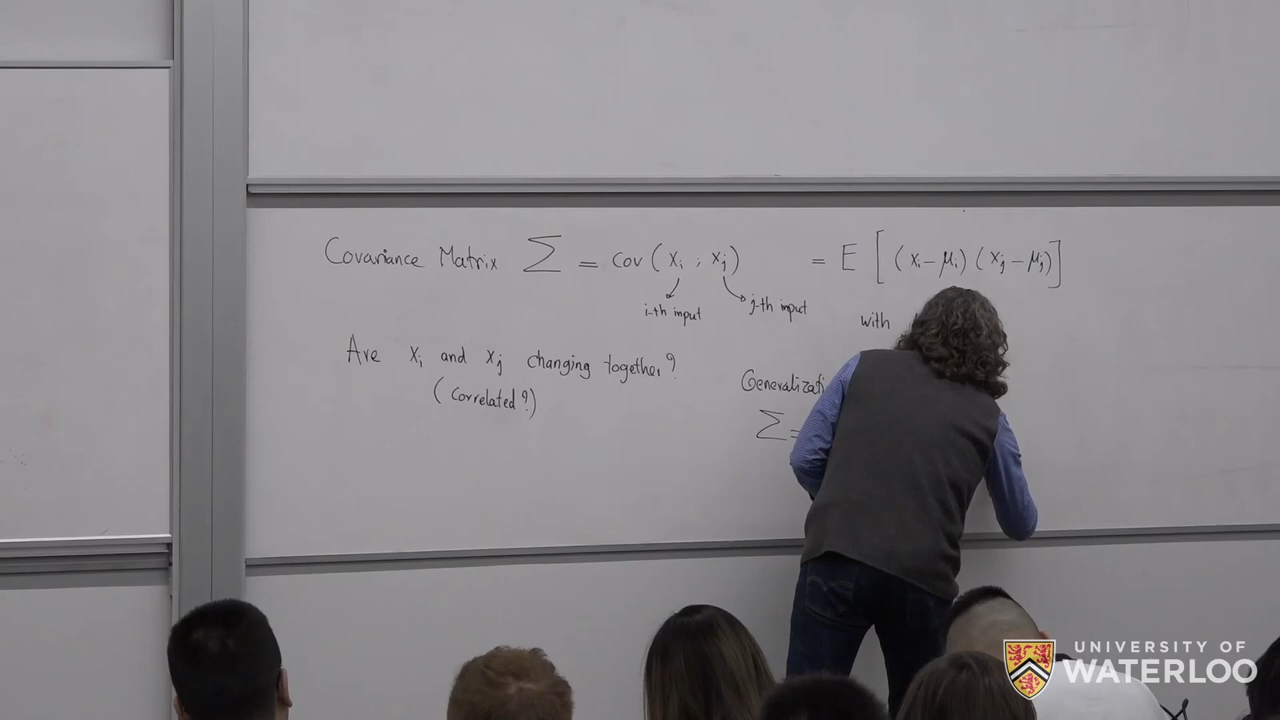 Covariance Matrix Σ = cov(xᵢ, xⱼ) = E[(xᵢ-μᵢ)(xⱼ-μⱼ)]
i-th input j-th input
with
Are xᵢ and xⱼ changing together?
(Correlated?)
Generalizati
Σ =
UNIVERSITY OF
WATERLOO